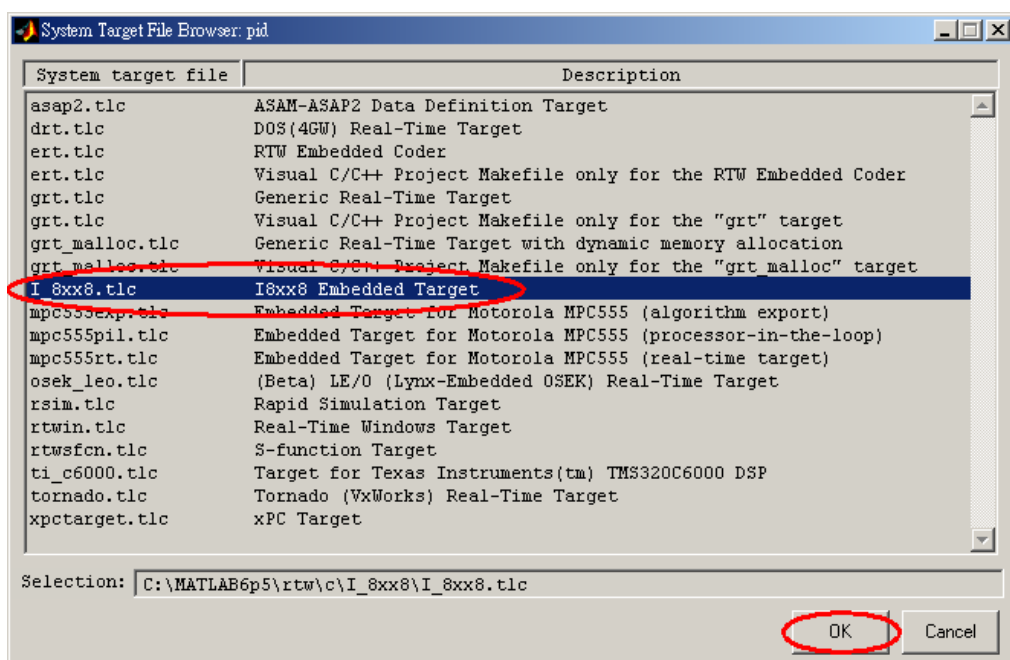 System Target File Browser: pid
System target file Description
asap2.tlc ASAM-ASAP2 Data Definition Target
drt.tlc DOS(4GW) Real-Time Target
ert.tlc RTW Embedded Coder
ert.tlc Visual C/C++ Project Makefile only for the RTW Embedded Coder
grt.tlc Generic Real-Time Target
grt.tlc Visual C/C++ Project Makefile only for the "grt" target
grt_malloc.tlc Generic Real-Time Target with dynamic memory allocation
grt_malloc.tlc Visual C/C++ Project Makefile only for the "grt_malloc" target
I_8xx8.tlc I8xx8 Embedded Target
mpc555exp.tlc Embedded Target for Motorola MPC555 (algorithm export)
mpc555pil.tlc Embedded Target for Motorola MPC555 (processor-in-the-loop)
mpc555rt.tlc Embedded Target for Motorola MPC555 (real-time target)
osek_leo.tlc (Beta) LE/O (Lynx-Embedded OSEK) Real-Time Target
rsim.tlc Rapid Simulation Target
rtwin.tlc Real-Time Windows Target
rtwsfcn.tlc S-function Target
ti_c6000.tlc Target for Texas Instruments(tm) TMS320C6000 DSP
tornado.tlc Tornado (VxWorks) Real-Time Target
xpctarget.tlc xPC Target
Selection: C:\MATLAB6p5\rtw\c\I_8xx8\I_8xx8.tlc
OK Cancel